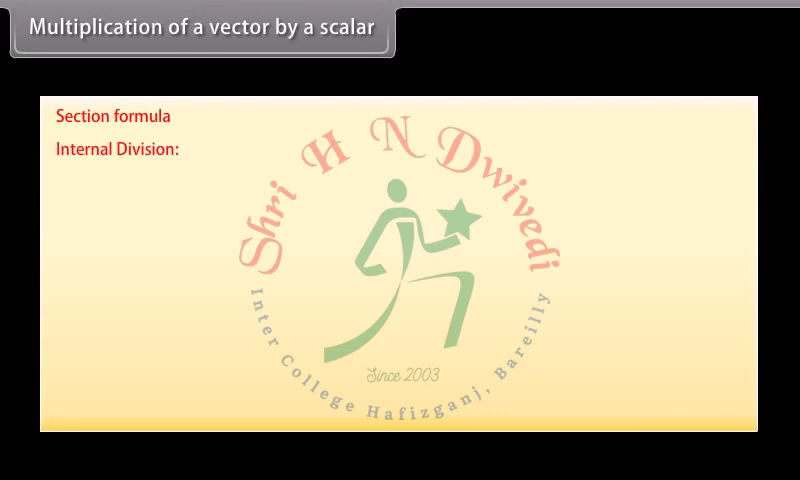 Multiplication of a vector by a scalar
Section formula
Internal Division:
Shri H N Dwivedi
Since 2003
Inter College Hafizganj, Bareilly